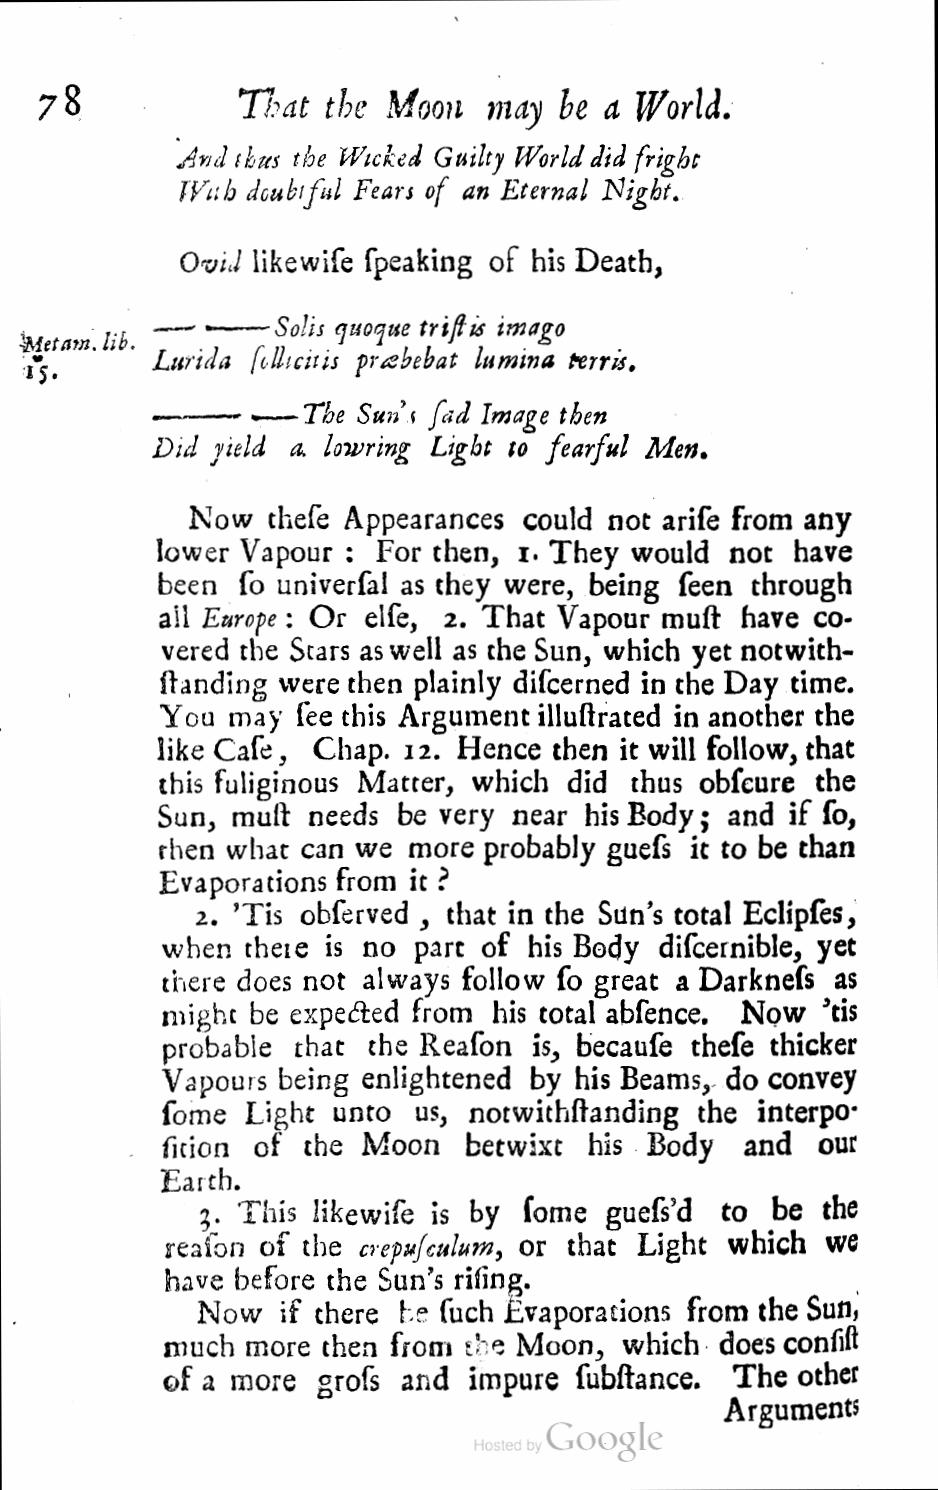 78 That the Moon may be a World.
And thus the Wicked Guilty World did fright
With doubtful Fears of an Eternal Night.
Ovid likewiſe ſpeaking of his Death,
— ——Solis quoque triſtis imago
Metam. lib.
15.
Lurida ſollicitis præbebat lumina terris.
——— ——The Sun's ſad Image then
Did yield a lowring Light to fearful Men.
Now theſe Appearances could not ariſe from any
lower Vapour : For then, 1. They would not have
been ſo univerſal as they were, being ſeen through
all Europe : Or elſe, 2. That Vapour muſt have co-
vered the Stars as well as the Sun, which yet notwith-
ſtanding were then plainly diſcerned in the Day time.
You may ſee this Argument illuſtrated in another the
like Caſe, Chap. 12. Hence then it will follow, that
this fuliginous Matter, which did thus obſcure the
Sun, muſt needs be very near his Body; and if ſo,
then what can we more probably gueſs it to be than
Evaporations from it ?
2. 'Tis obſerved , that in the Sun's total Eclipſes,
when there is no part of his Body diſcernible, yet
there does not always follow ſo great a Darkneſs as
might be expected from his total abſence. Now 'tis
probable that the Reaſon is, becauſe theſe thicker
Vapours being enlightened by his Beams, do convey
ſome Light unto us, notwithſtanding the interpo-
ſition of the Moon betwixt his Body and our
Earth.
3. This likewiſe is by ſome gueſs'd to be the
reaſon of the crepuſculum, or that Light which we
have before the Sun's riſing.
Now if there be ſuch Evaporations from the Sun,
much more then from the Moon, which does conſiſt
of a more groſs and impure ſubſtance. The other
Arguments
Hosted by Google